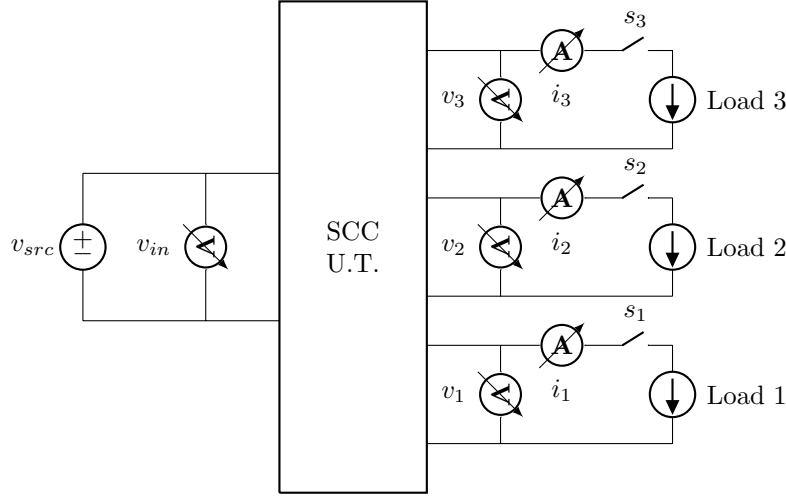 s3
A
v3
V
i3
Load 3
s2
A
vsrc
+
−
vin
V
SCC
U.T.
v2
V
i2
Load 2
s1
A
v1
V
i1
Load 1